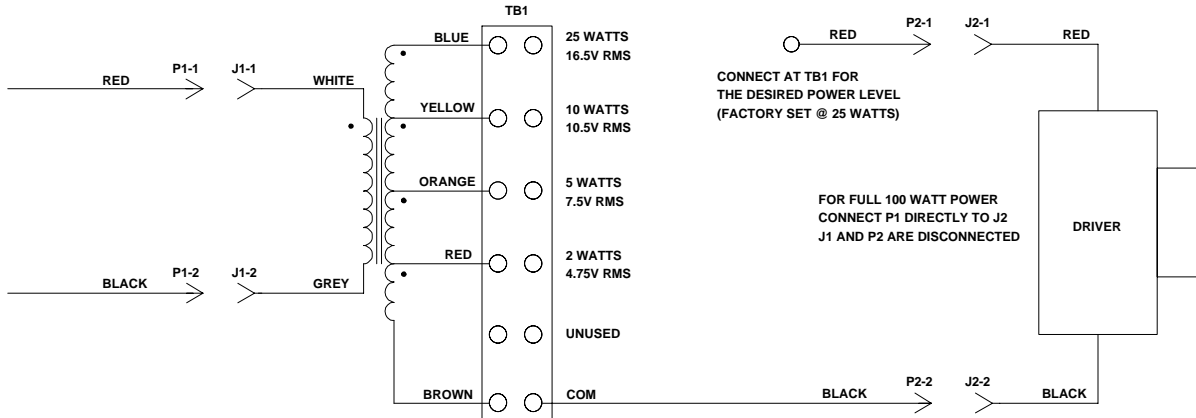 TB1
BLUE
25 WATTS
16.5V RMS
RED
P2-1
J2-1
RED
RED
P1-1
J1-1
WHITE
CONNECT AT TB1 FOR
THE DESIRED POWER LEVEL
(FACTORY SET @ 25 WATTS)
YELLOW
10 WATTS
10.5V RMS
ORANGE
5 WATTS
7.5V RMS
FOR FULL 100 WATT POWER
CONNECT P1 DIRECTLY TO J2
J1 AND P2 ARE DISCONNECTED
DRIVER
RED
2 WATTS
4.75V RMS
BLACK
P1-2
J1-2
GREY
UNUSED
BROWN
COM
BLACK
P2-2
J2-2
BLACK